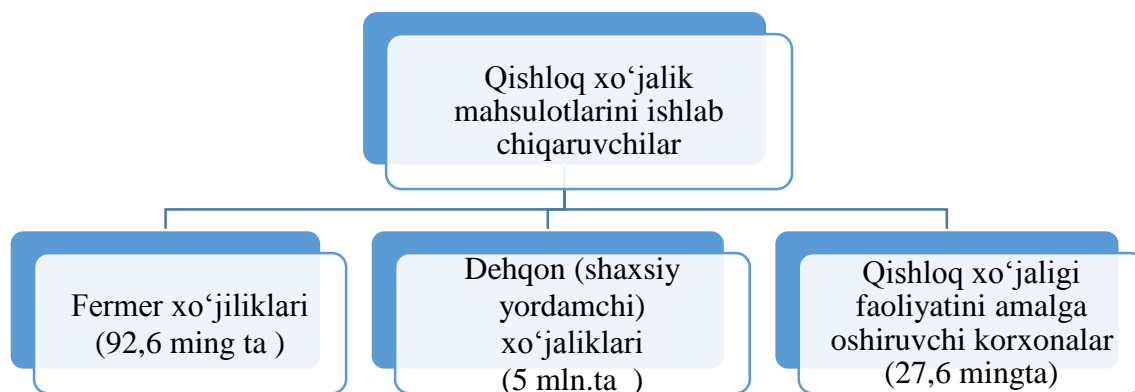 Qishloq xo‘jalik
mahsulotlarini ishlab
chiqaruvchilar
Fermer xo‘jiliklari
(92,6 ming ta )
Dehqon (shaxsiy
yordamchi)
xo‘jaliklari
(5 mln.ta )
Qishloq xo‘jaligi
faoliyatini amalga
oshiruvchi korxonalar
(27,6 mingta)